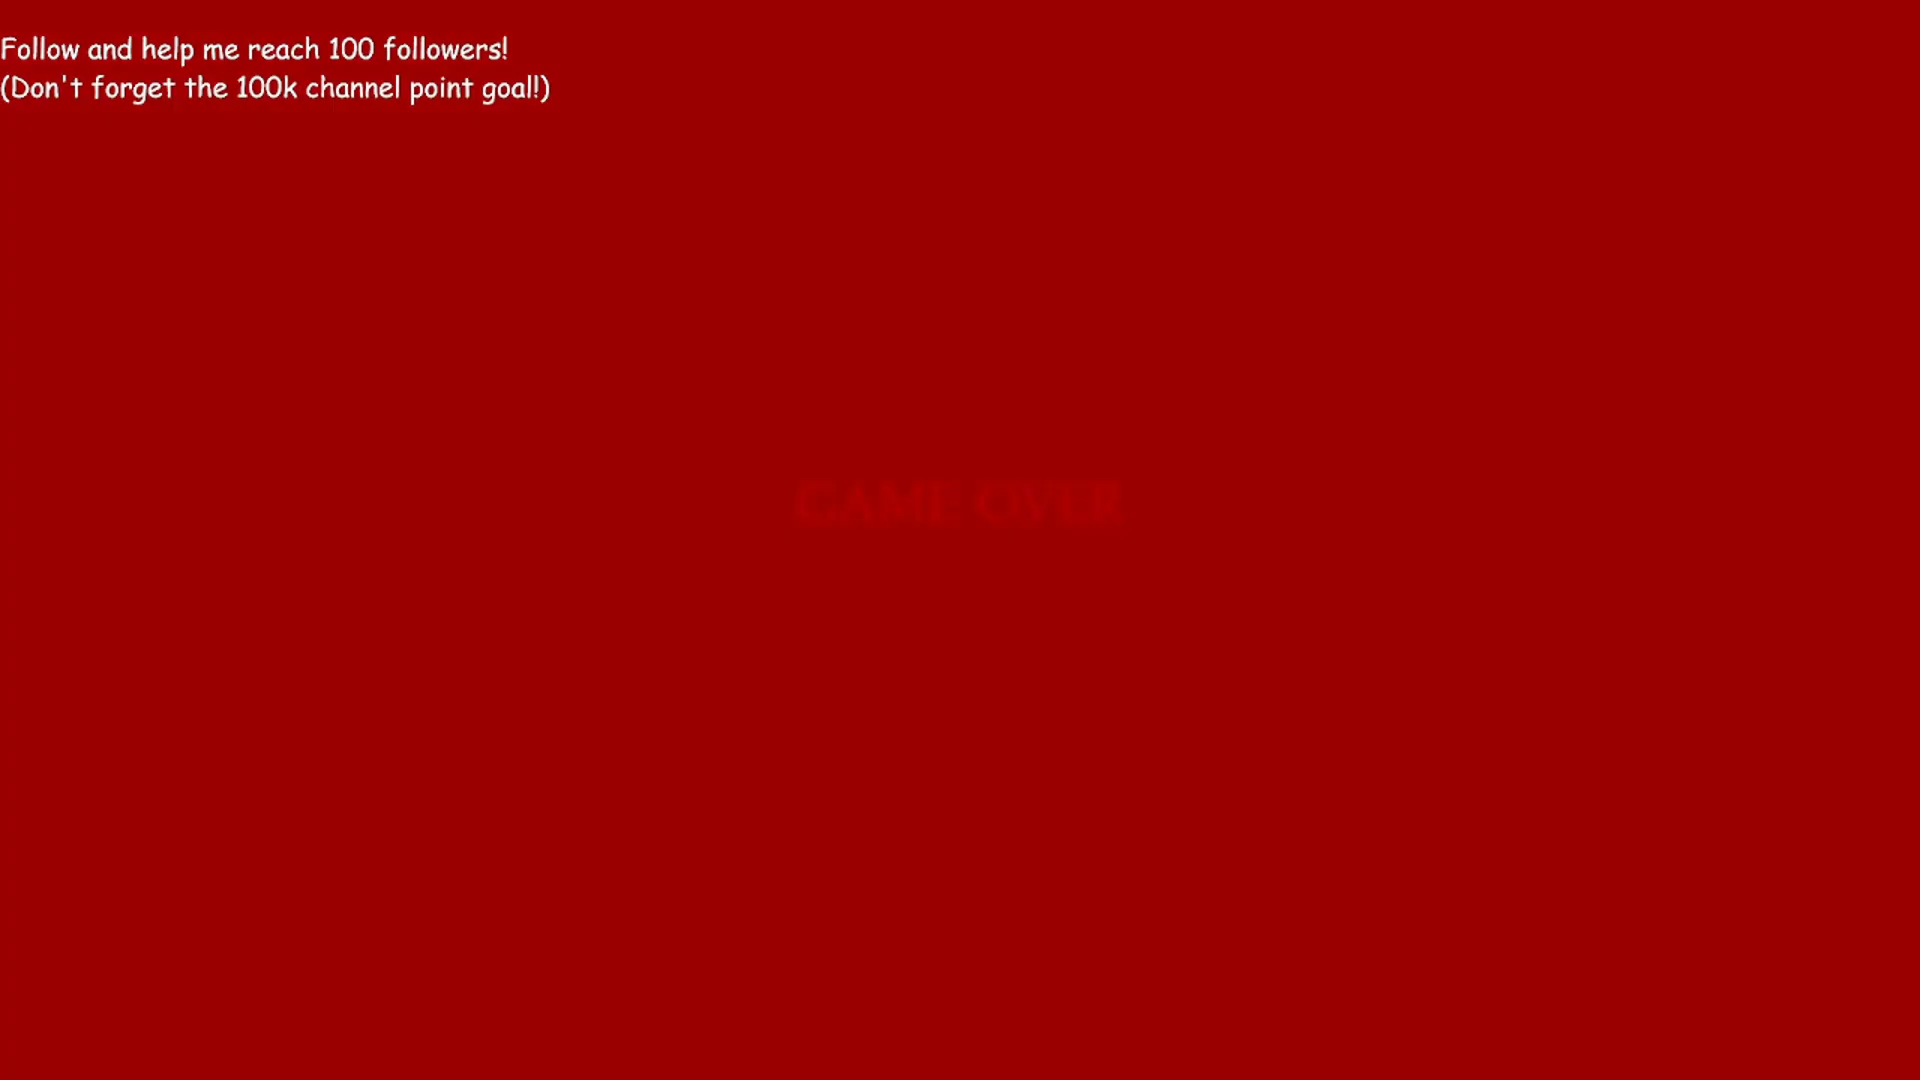 Follow and help me reach 100 followers!
(Don't forget the 100k channel point goal!)
GAME OVER